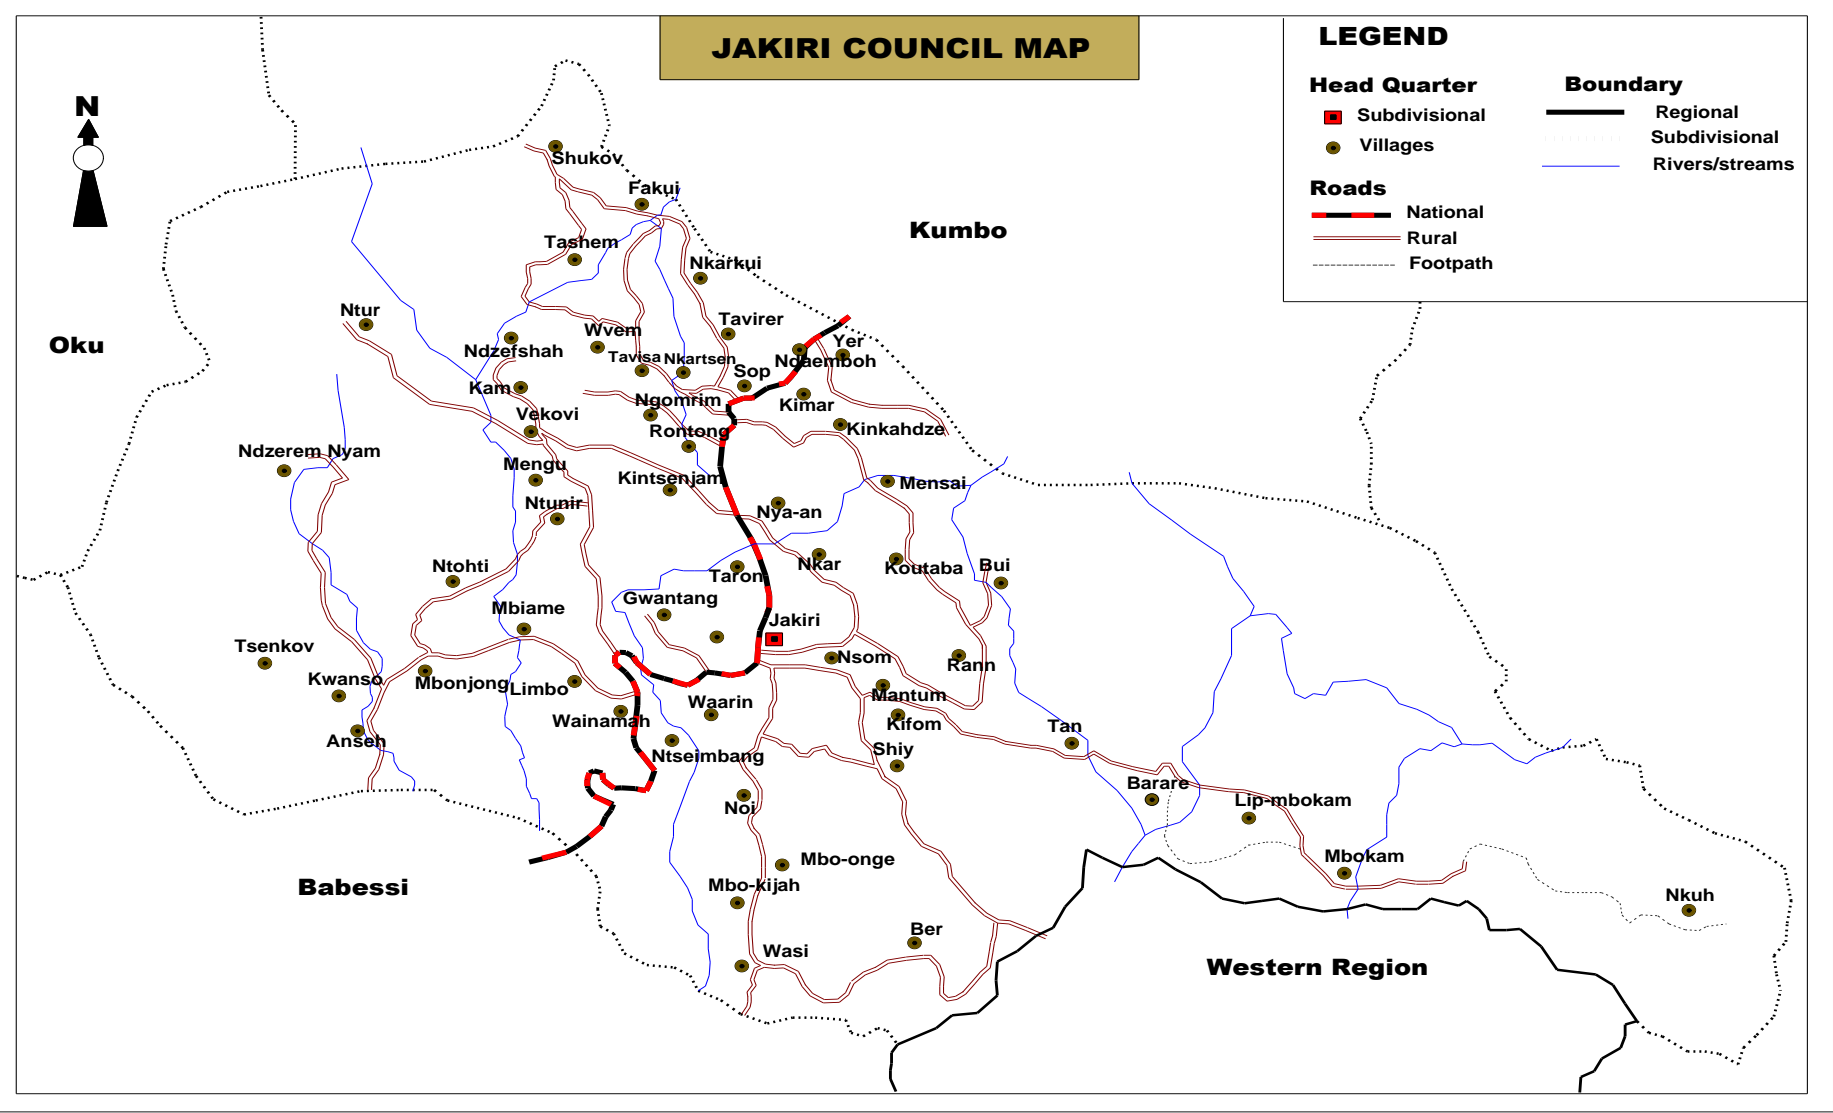 JAKIRI COUNCIL MAP
LEGEND
Head Quarter
Subdivisional
Villages
Boundary
Regional
Subdivisional
Rivers/streams
Roads
National
Rural
Footpath
N
Shukov
Fakui
Kumbo
Tashem
Nkarkui
Ntur
Tavirer
Wvem
Yer
Oku
Ndzefshah
Tavisa
Nkartsen
Ndaemboh
Sop
Kam
Ngomrim
Kimar
Vekovi
Rontong
Kinkahdze
Ndzerem Nyam
Mengu
Kintsenjam
Mensai
Ntunir
Nya-an
Ntohti
Taron
Nkar
Koutaba
Bui
Mbiame
Gwantang
Jakiri
Tsenkov
Nsom
Rann
Kwanso
Mbonjong
Limbo
Mantum
Waarin
Wainamah
Kifom
Tan
Anseh
Ntseimbang
Shiy
Barare
Noi
Lip-mbokam
Mbo-onge
Mbokam
Babessi
Mbo-kijah
Nkuh
Ber
Wasi
Western Region